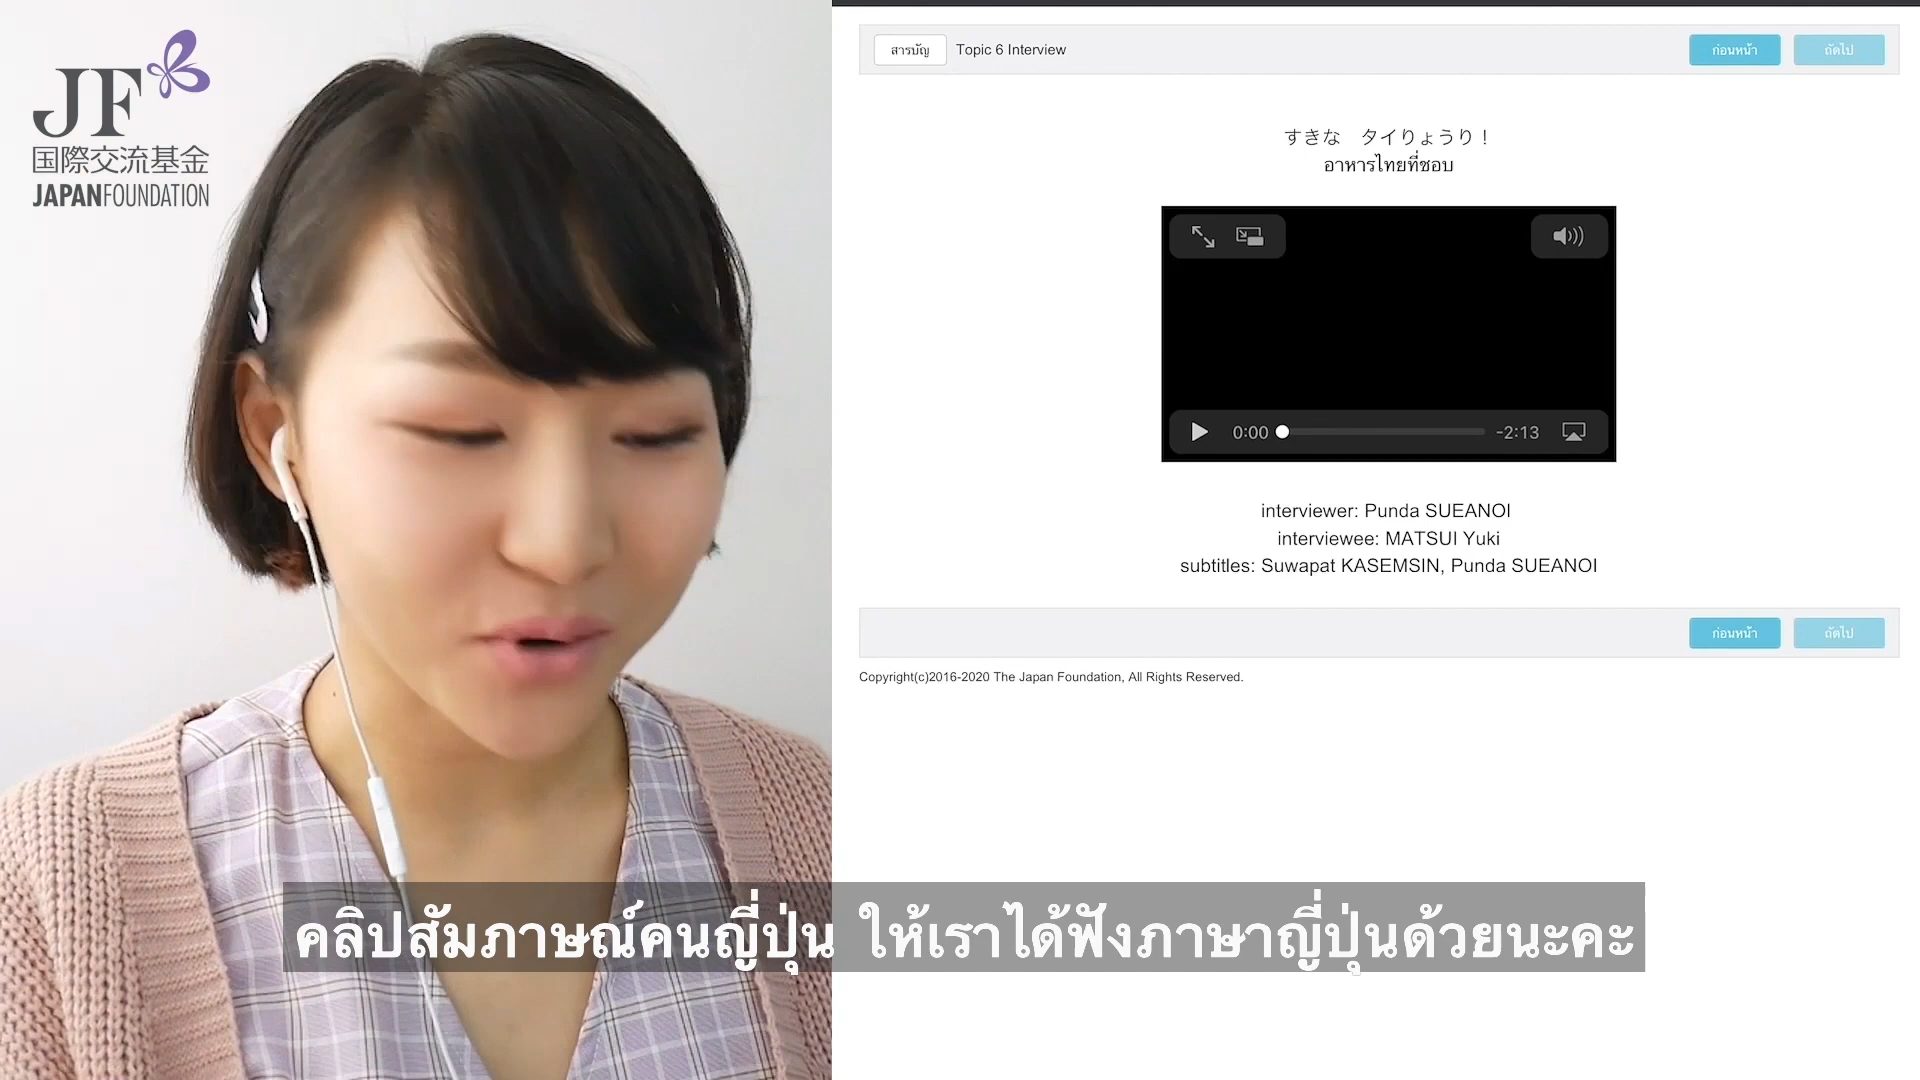 JF
国際交流基金
JAPANFOUNDATION
สารบัญ
Topic 6 Interview
ก่อนหน้า
ถัดไป
すきな　タイりょうり！
อาหารไทยที่ชอบ
0:00
-2:13
interviewer: Punda SUEANOI
interviewee: MATSUI Yuki
subtitles: Suwapat KASEMSIN, Punda SUEANOI
ก่อนหน้า
ถัดไป
Copyright(c)2016-2020 The Japan Foundation, All Rights Reserved.
คลิปสัมภาษณ์คนญี่ปุ่น ให้เราได้ฟังภาษาญี่ปุ่นด้วยนะคะ